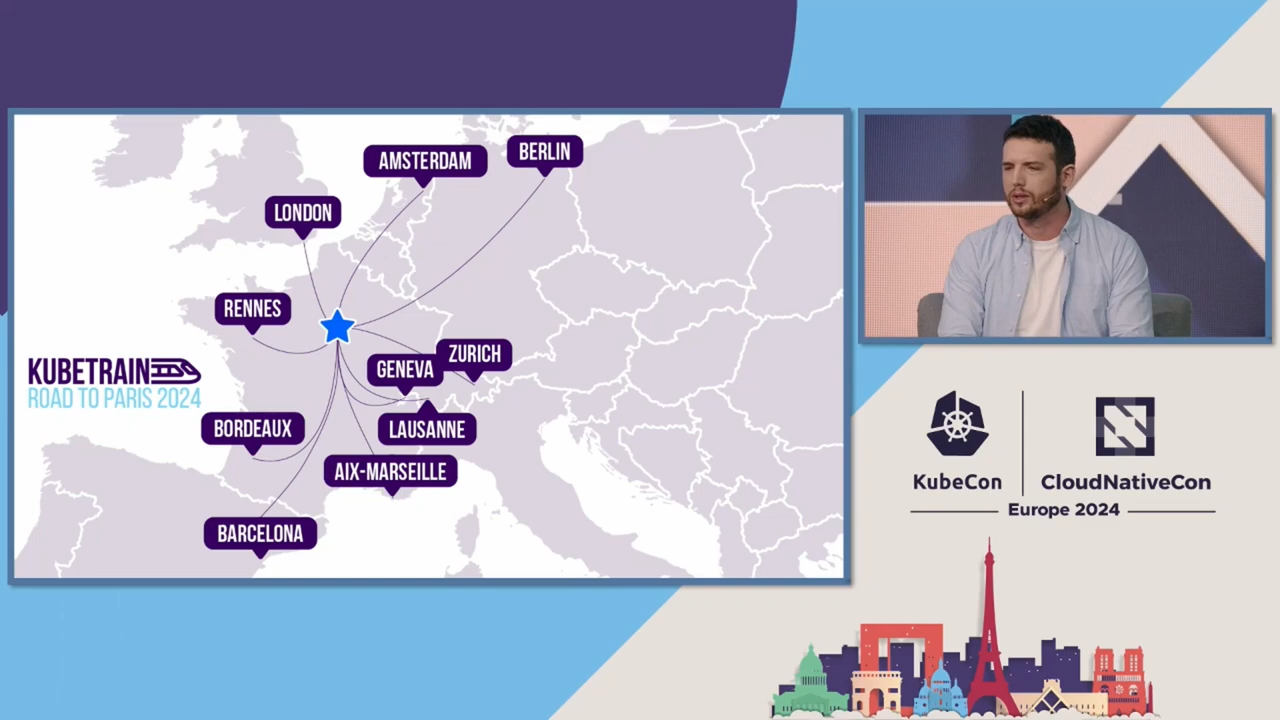 AMSTERDAM
BERLIN
LONDON
RENNES
ZURICH
GENEVA
KUBETRAIN
ROAD TO PARIS 2024
BORDEAUX
LAUSANNE
AIX-MARSEILLE
BARCELONA
KubeCon
CloudNativeCon
Europe 2024